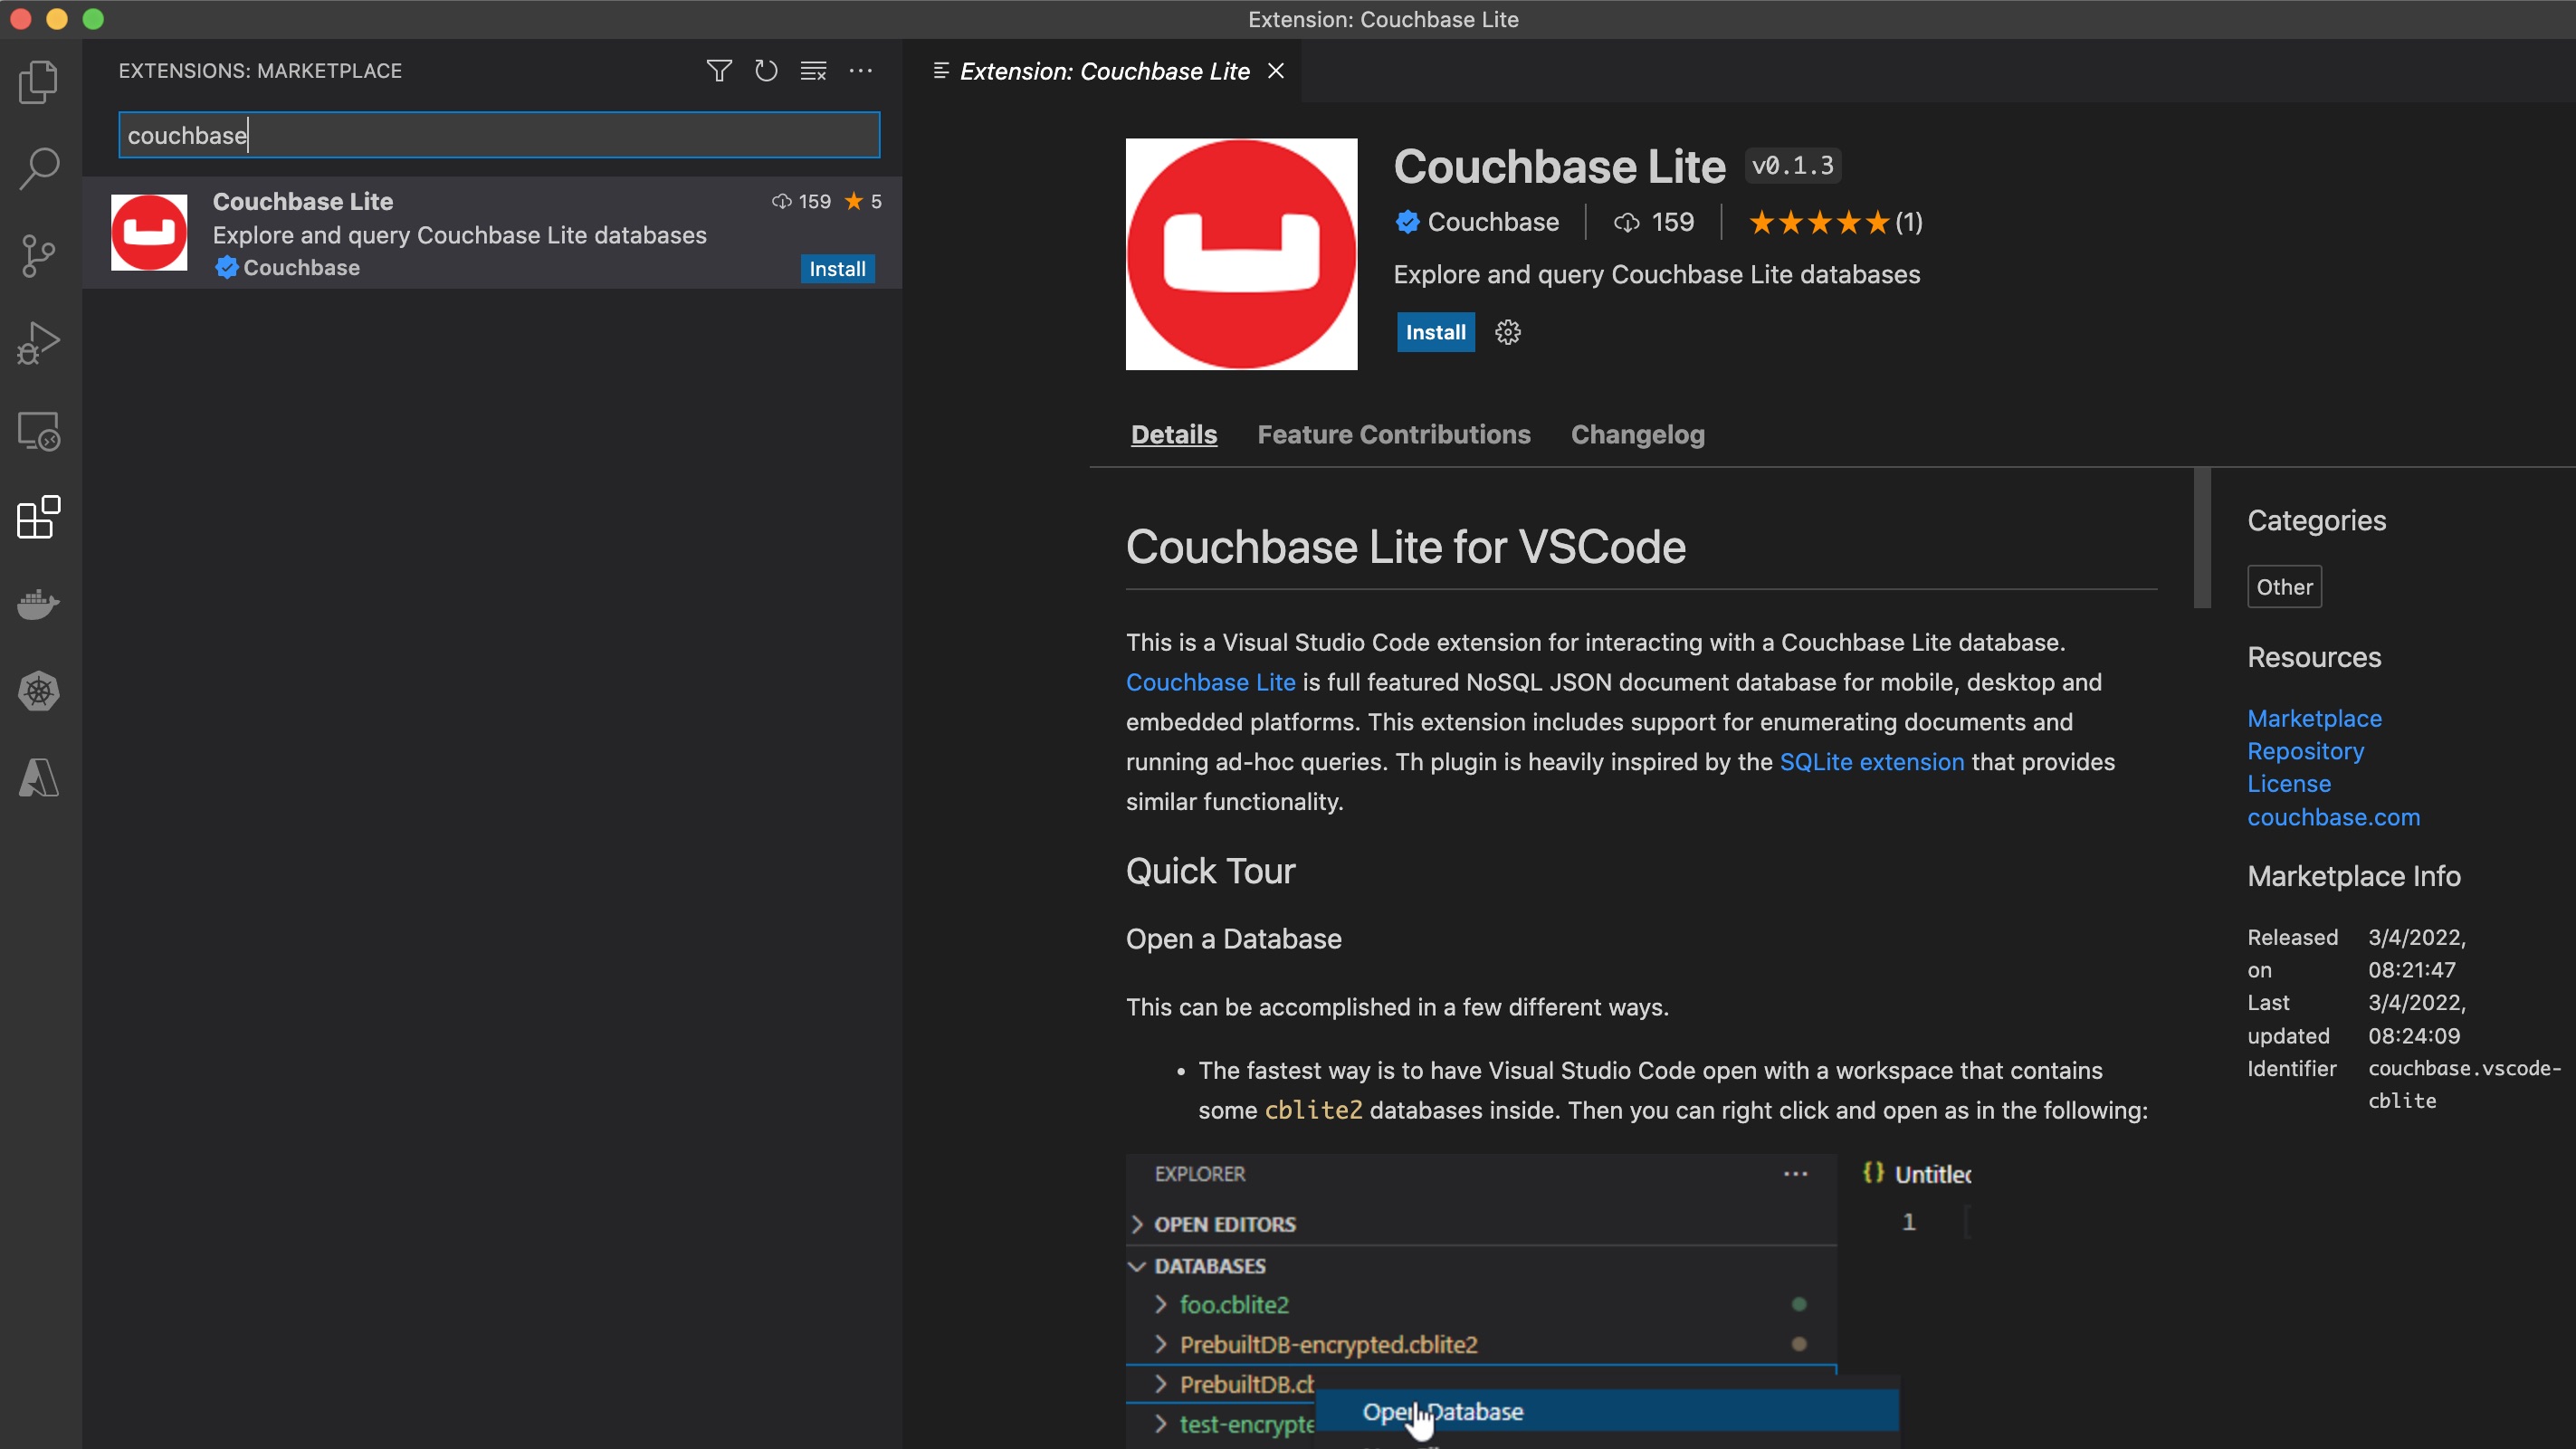 Extension: Couchbase Lite
EXTENSIONS: MARKETPLACE
couchbase
Couchbase Lite 159 5
Explore and query Couchbase Lite databases
Couchbase
Install
Extension: Couchbase Lite
Couchbase Lite v0.1.3
Couchbase 159 (1)
Explore and query Couchbase Lite databases
Install
Details Feature Contributions Changelog
Couchbase Lite for VSCode
This is a Visual Studio Code extension for interacting with a Couchbase Lite database.
Couchbase Lite is full featured NoSQL JSON document database for mobile, desktop and
embedded platforms. This extension includes support for enumerating documents and
running ad-hoc queries. Th plugin is heavily inspired by the SQLite extension that provides
similar functionality.
Quick Tour
Open a Database
This can be accomplished in a few different ways.
• The fastest way is to have Visual Studio Code open with a workspace that contains
some cblite2 databases inside. Then you can right click and open as in the following:
EXPLORER
OPEN EDITORS
DATABASES
foo.cblite2
PrebuiltDB-encrypted.cblite2
PrebuiltDB.cb
test-encrypte
Open Database
{} Untitled
1
Categories
Other
Resources
Marketplace
Repository
License
couchbase.com
Marketplace Info
Released 3/4/2022,
on 08:21:47
Last 3/4/2022,
updated 08:24:09
Identifier couchbase.vscode-
cblite